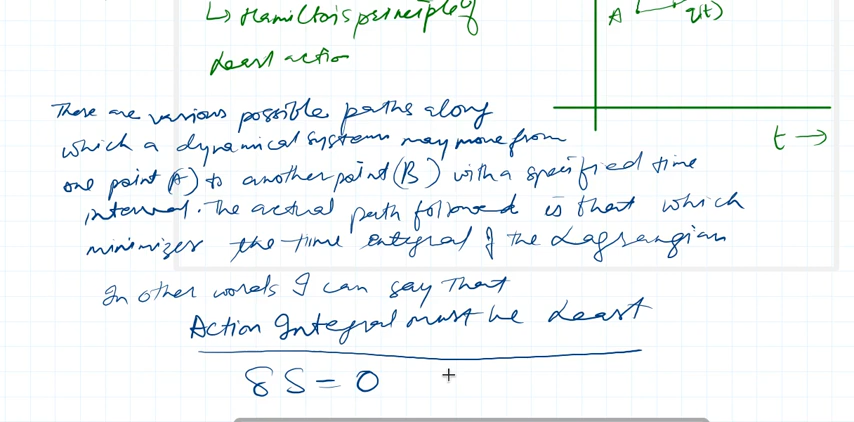 ↳ Hamilton's principle of
Least action
A
q(t)
t →
There are various possible paths along
which a dynamical system may move from
one point (A) to another point (B) with a specified time
interval. The actual path followed is that which
minimizes the time integral of the Lagrangian
In other words I can say that
Action Integral must be Least
δS = 0